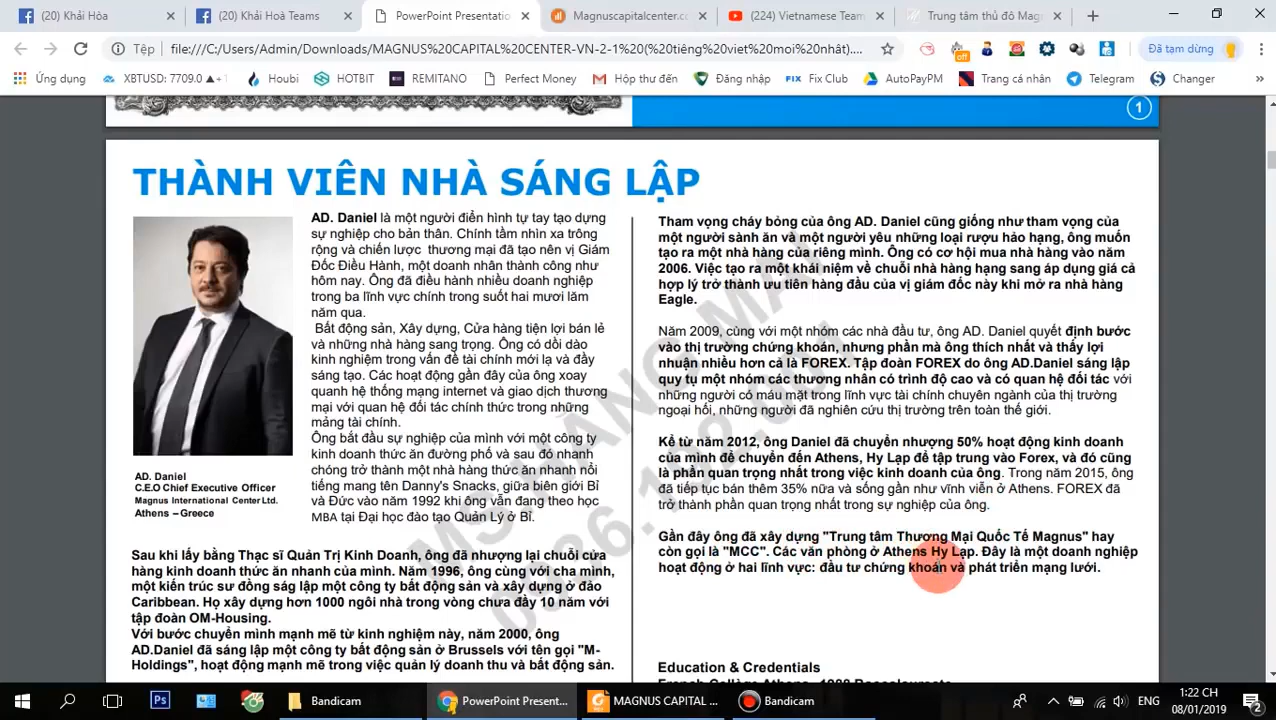 (20) Khải Hòa
(20) Khải Hoà Teams
PowerPoint Presentatio
Magnuscapitalcenter.co
(224) Vietnamese Team
Trung tâm thủ đô Magn
Tệp
file:///C:/Users/Admin/Downloads/MAGNUS%20CAPITAL%20CENTER-VN-2-1%20(%20tiêng%20viet%20moi%20nhât)....
off
Đã tạm dừng
Ứng dụng
XBTUSD: 7709.0 ▲+1
Houbi
HOTBIT
REMITANO
Perfect Money
Hộp thư đến
Đăng nhập
FIX Fix Club
AutoPayPM
Trang cá nhân
Telegram
Changer
»
1
THÀNH VIÊN NHÀ SÁNG LẬP
AD. Daniel là một người điển hình tự tay tạo dựng
sự nghiệp cho bản thân. Chính tầm nhìn xa trông
rộng và chiến lược thương mại đã tạo nên vị Giám
Đốc Điều Hành, một doanh nhân thành công như
hôm nay. Ông đã điều hành nhiều doanh nghiệp
trong ba lĩnh vực chính trong suốt hai mươi lăm
năm qua.
Bất động sản, Xây dựng, Cửa hàng tiện lợi bán lẻ
và những nhà hàng sang trọng. Ông có dồi dào
kinh nghiệm trong vấn đề tài chính mới lạ và đầy
sáng tạo. Các hoạt động gần đây của ông xoay
quanh hệ thống mạng internet và giao dịch thương
mại với quan hệ đối tác chính thức trong những
mảng tài chính.
Ông bắt đầu sự nghiệp của mình với một công ty
kinh doanh thức ăn đường phố và sau đó nhanh
chóng trở thành một nhà hàng thức ăn nhanh nổi
tiếng mang tên Danny's Snacks, giữa biên giới Bỉ
và Đức vào năm 1992 khi ông vẫn đang theo học
MBA tại Đại học đào tạo Quản Lý ở Bỉ.
AD. Daniel
C.E.O Chief Executive Officer
Magnus International Center Ltd.
Athens – Greece
Sau khi lấy bằng Thạc sĩ Quản Trị Kinh Doanh, ông đã nhượng lại chuỗi cửa
hàng kinh doanh thức ăn nhanh của mình. Năm 1996, ông cùng với cha mình,
một kiến trúc sư đồng ság lập một công ty bất động sản và xây dựng ở đảo
Caribbean. Họ xây dựng hơn 1000 ngôi nhà trong vòng chưa đầy 10 năm với
tập đoàn OM-Housing.
Với bước chuyển mình mạnh mẽ từ kinh nghiệm này, năm 2000, ông
AD.Daniel đã sáng lập một công ty bất động sản ở Brussels với tên gọi "M-
Holdings", hoạt động mạnh mẽ trong việc quản lý doanh thu và bất động sản.
Tham vọng cháy bỏng của ông AD. Daniel cũng giống như tham vọng của
một người sành ăn và một người yêu những loại rượu hảo hạng, ông muốn
tạo ra một nhà hàng của riêng mình. Ông có cơ hội mua nhà hàng vào năm
2006. Việc tạo ra một khái niệm về chuỗi nhà hàng hạng sang áp dụng giá cả
hợp lý trở thành ưu tiên hàng đầu của vị giám đốc này khi mở ra nhà hàng
Eagle.
Năm 2009, cùng với một nhóm các nhà đầu tư, ông AD. Daniel quyết định bước
vào thị trường chứng khoán, nhưng phần mà ông thích nhất và thấy lợi
nhuận nhiều hơn cả là FOREX. Tập đoàn FOREX do ông AD.Daniel sáng lập
quy tụ một nhóm các thương nhân có trình độ cao và có quan hệ đối tác với
những người có máu mặt trong lĩnh vực tài chính chuyên ngành của thị trường
ngoại hối, những người đã nghiên cứu thị trường trên toàn thế giới.
Kể từ năm 2012, ông Daniel đã chuyển nhượng 50% hoạt động kinh doanh
của mình để chuyển đến Athens, Hy Lạp để tập trung vào Forex, và đó cũng
là phần quan trọng nhất trong việc kinh doanh của ông. Trong năm 2015, ông
đã tiếp tục bán thêm 35% nữa và sống gần như vĩnh viễn ở Athens. FOREX đã
trở thành phần quan trọng nhất trong sự nghiệp của ông.
Gần đây ông đã xây dựng "Trung tâm Thương Mại Quốc Tế Magnus" hay
còn gọi là "MCC". Các văn phòng ở Athens Hy Lạp. Đây là một doanh nghiệp
hoạt động ở hai lĩnh vực: đầu tư chứng khoán và phát triển mạng lưới.
Education & Credentials
French Collège Athens - 1988 Baccalaureate
Bandicam
PowerPoint Present...
MAGNUS CAPITAL ...
Bandicam
ENG
1:22 CH
08/01/2019
2